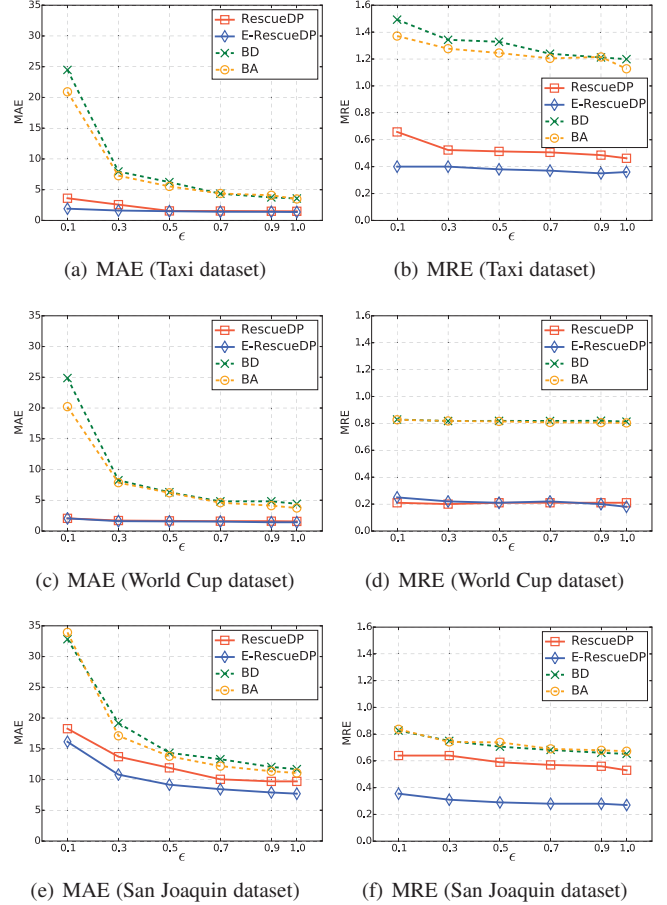 35
30
25
20
15
10
5
0
MAE
0.1 0.3 0.5 0.7 0.9 1.0
ϵ
RescueDP
E-RescueDP
BD
BA
(a) MAE (Taxi dataset)
1.6
1.4
1.2
1.0
0.8
0.6
0.4
0.2
0.0
MRE
0.1 0.3 0.5 0.7 0.9 1.0
ϵ
RescueDP
E-RescueDP
BD
BA
(b) MRE (Taxi dataset)
35
30
25
20
15
10
5
0
MAE
0.1 0.3 0.5 0.7 0.9 1.0
ϵ
RescueDP
E-RescueDP
BD
BA
(c) MAE (World Cup dataset)
1.6
1.4
1.2
1.0
0.8
0.6
0.4
0.2
0.0
MRE
0.1 0.3 0.5 0.7 0.9 1.0
ϵ
RescueDP
E-RescueDP
BD
BA
(d) MRE (World Cup dataset)
35
30
25
20
15
10
5
0
MAE
0.1 0.3 0.5 0.7 0.9 1.0
ϵ
RescueDP
E-RescueDP
BD
BA
(e) MAE (San Joaquin dataset)
1.6
1.4
1.2
1.0
0.8
0.6
0.4
0.2
0.0
MRE
0.1 0.3 0.5 0.7 0.9 1.0
ϵ
RescueDP
E-RescueDP
BD
BA
(f) MRE (San Joaquin dataset)